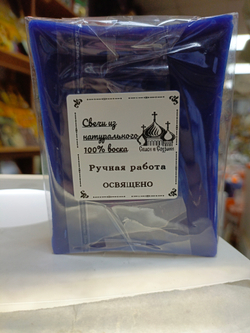 Свечи из
натурального
100% воска
Ручная работа
ОСВЯЩЕНО